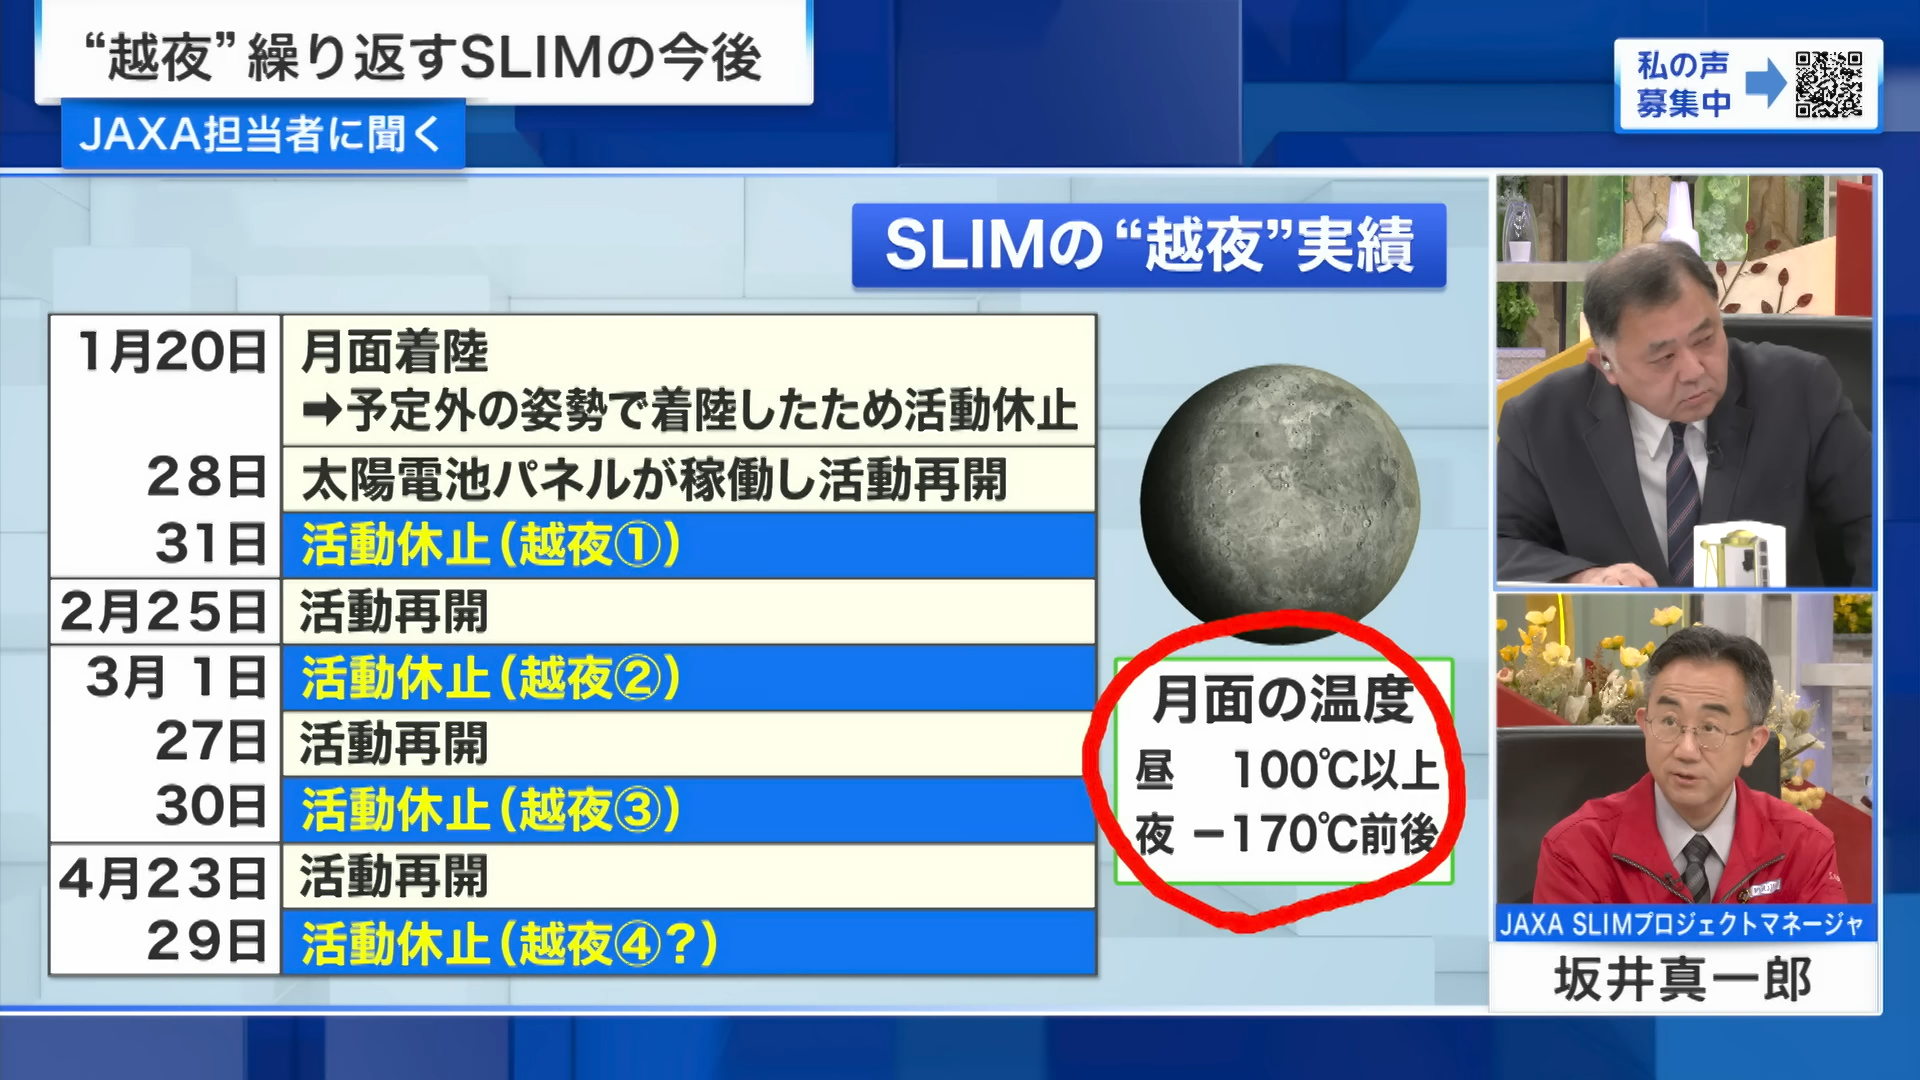 “越夜”繰り返すSLIMの今後
JAXA担当者に聞く
私の声
募集中
SLIMの“越夜”実績
1月20日 月面着陸
➡予定外の姿勢で着陸したため活動休止
28日 太陽電池パネルが稼働し活動再開
31日 活動休止(越夜①)
2月25日 活動再開
3月 1日 活動休止(越夜②)
27日 活動再開
30日 活動休止(越夜③)
4月23日 活動再開
29日 活動休止(越夜④?)
月面の温度
昼 100℃以上
夜 −170℃前後
JAXA SLIMプロジェクトマネージャ
坂井真一郎